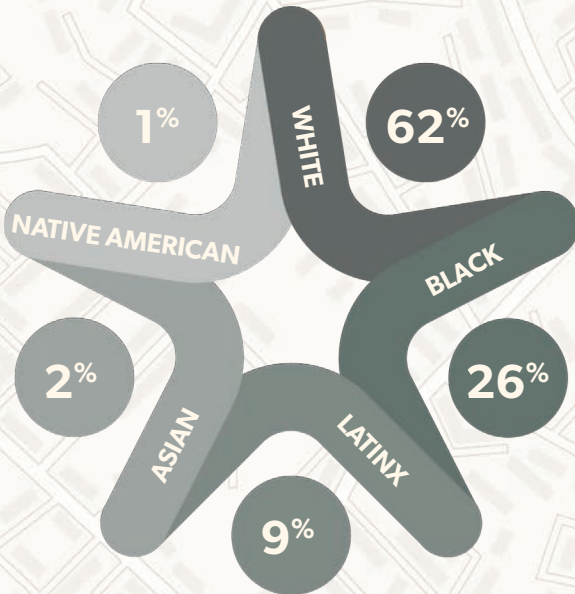 1%
WHITE
62%
NATIVE AMERICAN
BLACK
2%
26%
ASIAN
LATINX
9%